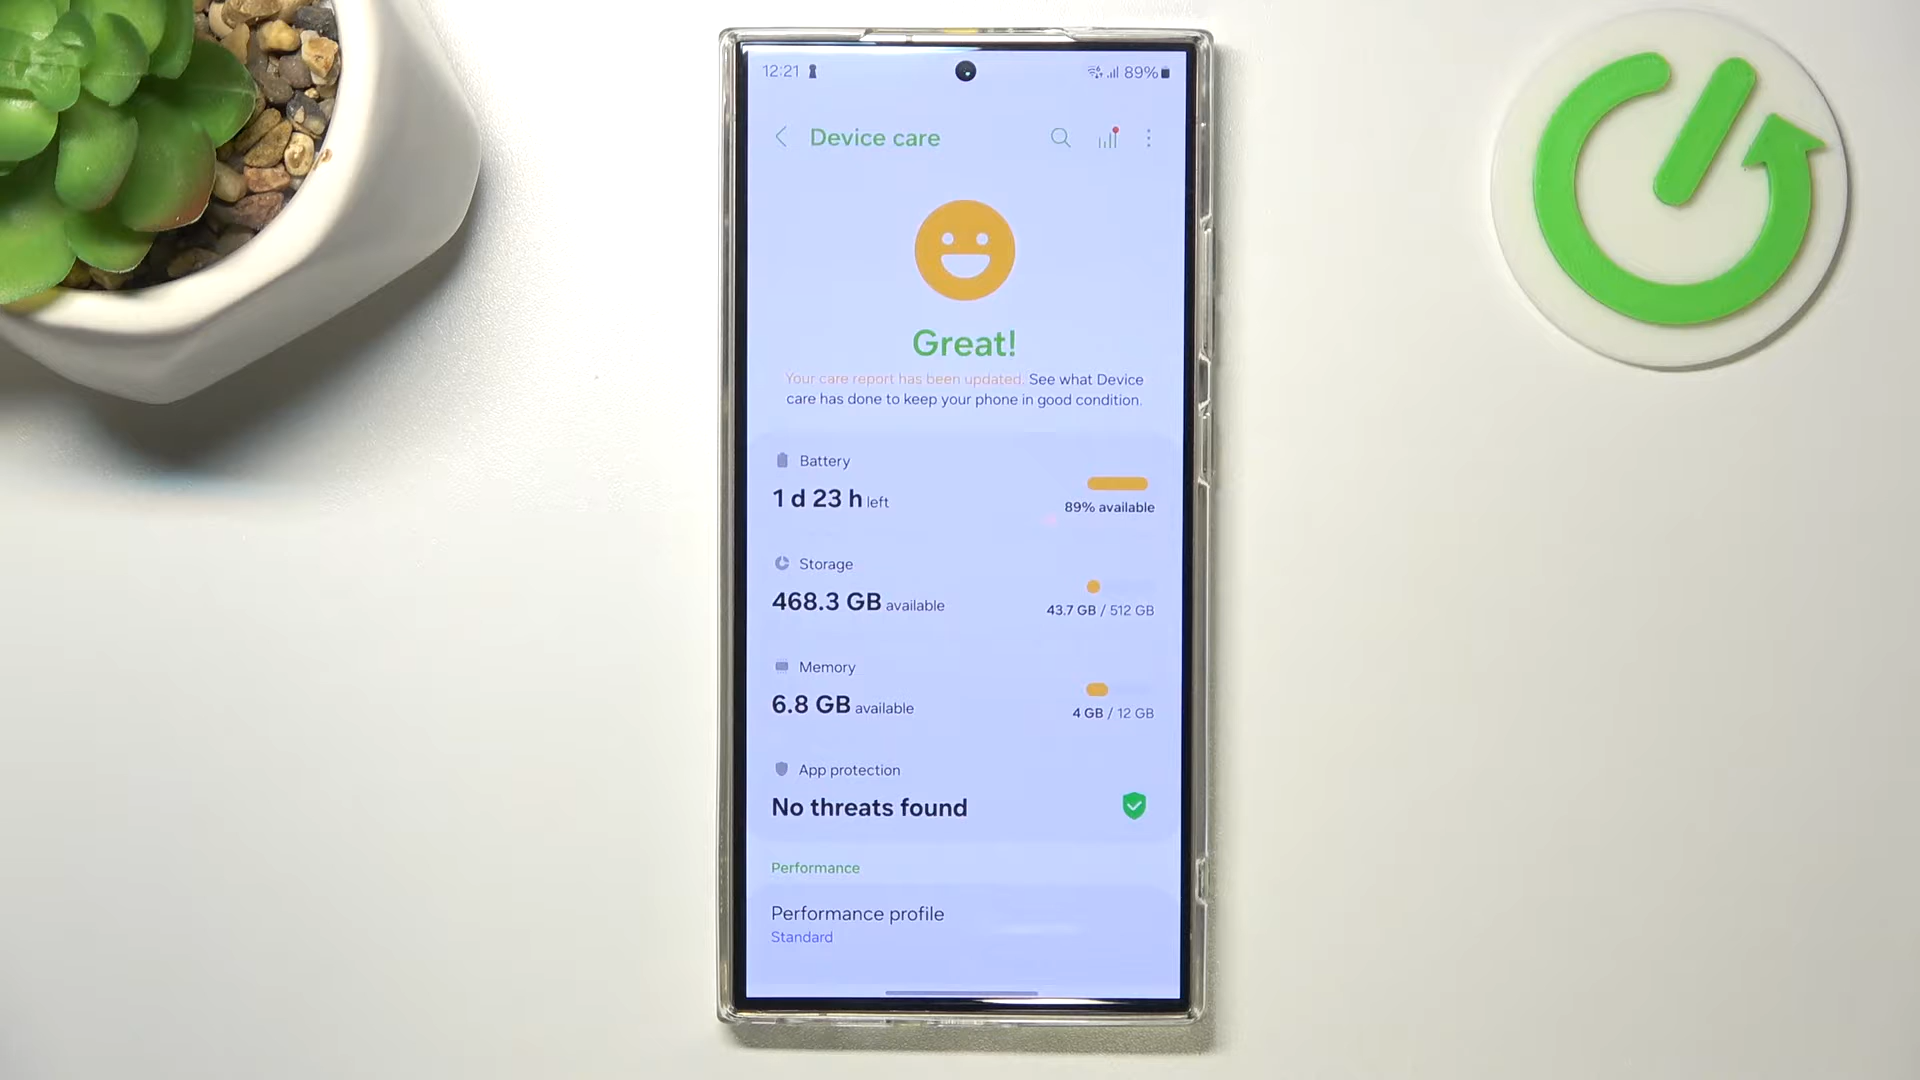 12:21 89%
Device care
Great!
Your care report has been updated. See what Device
care has done to keep your phone in good condition.
Battery
1 d 23 h left
89% available
Storage
468.3 GB available
43.7 GB / 512 GB
Memory
6.8 GB available
4 GB / 12 GB
App protection
No threats found
Performance
Performance profile
Standard